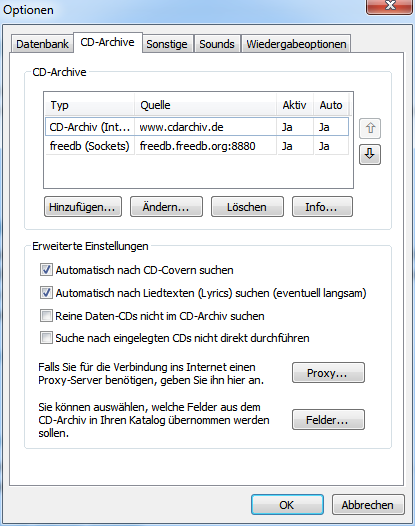 Optionen
Datenbank CD-Archive Sonstige Sounds Wiedergabeoptionen
CD-Archive
Typ Quelle Aktiv Auto
CD-Archiv (Int... www.cdarchiv.de Ja Ja
freedb (Sockets) freedb.freedb.org:8880 Ja Ja
Hinzufügen... Ändern... Löschen Info...
Erweiterte Einstellungen
Automatisch nach CD-Covern suchen
Automatisch nach Liedtexten (Lyrics) suchen (eventuell langsam)
Reine Daten-CDs nicht im CD-Archiv suchen
Suche nach eingelegten CDs nicht direkt durchführen
Falls Sie für die Verbindung ins Internet einen
Proxy-Server benötigen, geben Sie ihn hier an.
Proxy...
Sie können auswählen, welche Felder aus dem
CD-Archiv in Ihren Katalog übernommen werden
sollen.
Felder...
OK Abbrechen